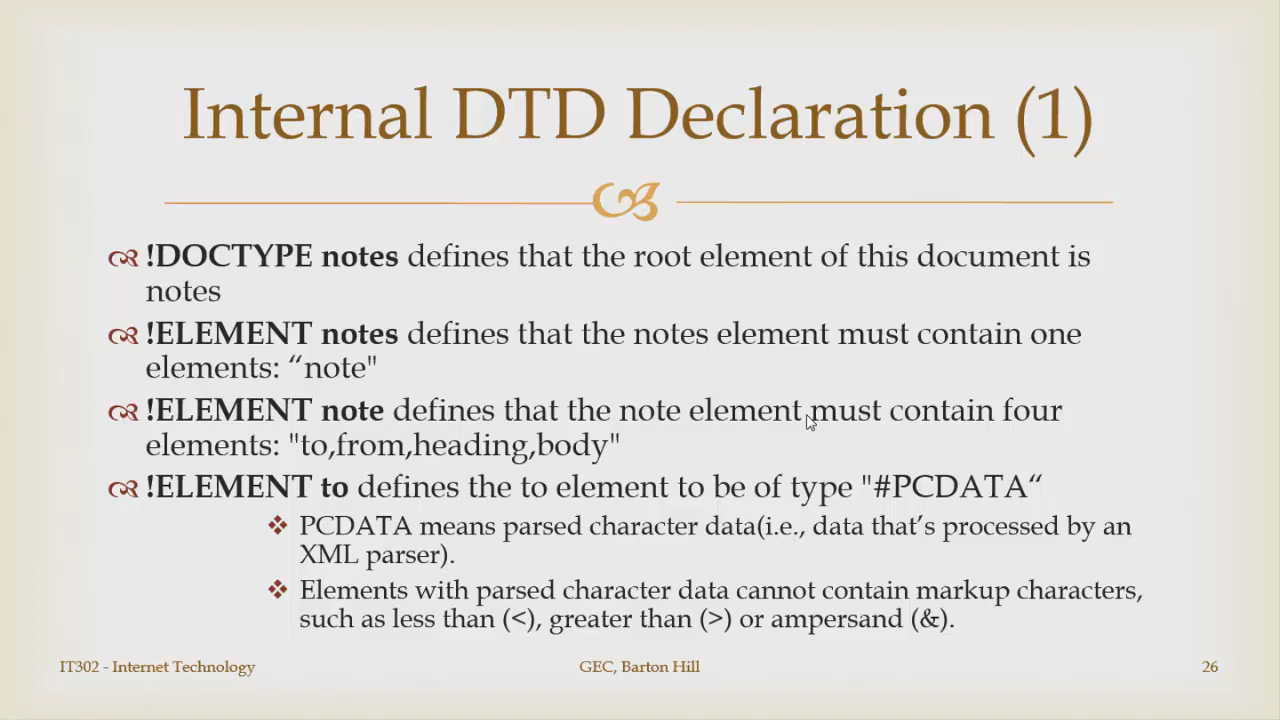 Internal DTD Declaration (1)
!DOCTYPE notes defines that the root element of this document is
notes
!ELEMENT notes defines that the notes element must contain one
elements: “note"
!ELEMENT note defines that the note element must contain four
elements: "to,from,heading,body"
!ELEMENT to defines the to element to be of type "#PCDATA“
PCDATA means parsed character data(i.e., data that’s processed by an
XML parser).
Elements with parsed character data cannot contain markup characters,
such as less than (<), greater than (>) or ampersand (&).
IT302 - Internet Technology
GEC, Barton Hill
26